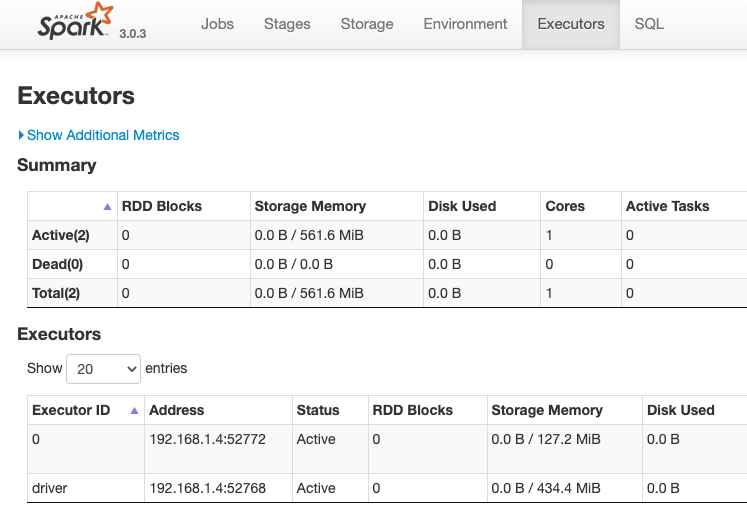 APACHE
Spark 3.0.3 Jobs Stages Storage Environment Executors SQL
Executors
Show Additional Metrics
Summary
RDD Blocks Storage Memory Disk Used Cores Active Tasks
Active(2) 0 0.0 B / 561.6 MiB 0.0 B 1 0
Dead(0) 0 0.0 B / 0.0 B 0.0 B 0 0
Total(2) 0 0.0 B / 561.6 MiB 0.0 B 1 0
Executors
Show 20 entries
Executor ID Address Status RDD Blocks Storage Memory Disk Used
0 192.168.1.4:52772 Active 0 0.0 B / 127.2 MiB 0.0 B
driver 192.168.1.4:52768 Active 0 0.0 B / 434.4 MiB 0.0 B